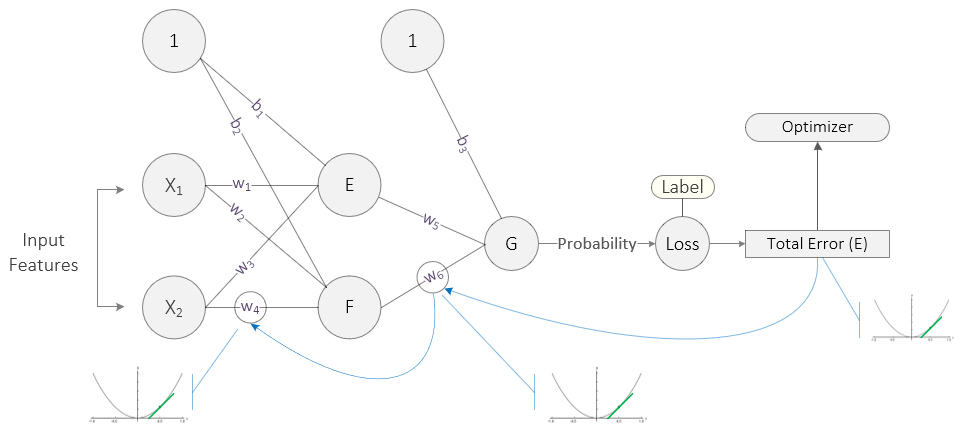 1
1
b₁
b₂
b₃
Optimizer
X₁
w₁
E
w₂
Label
w₅
Input
Features
G
Probability
Loss
Total Error (E)
w₃
w₆
X₂
w₄
F